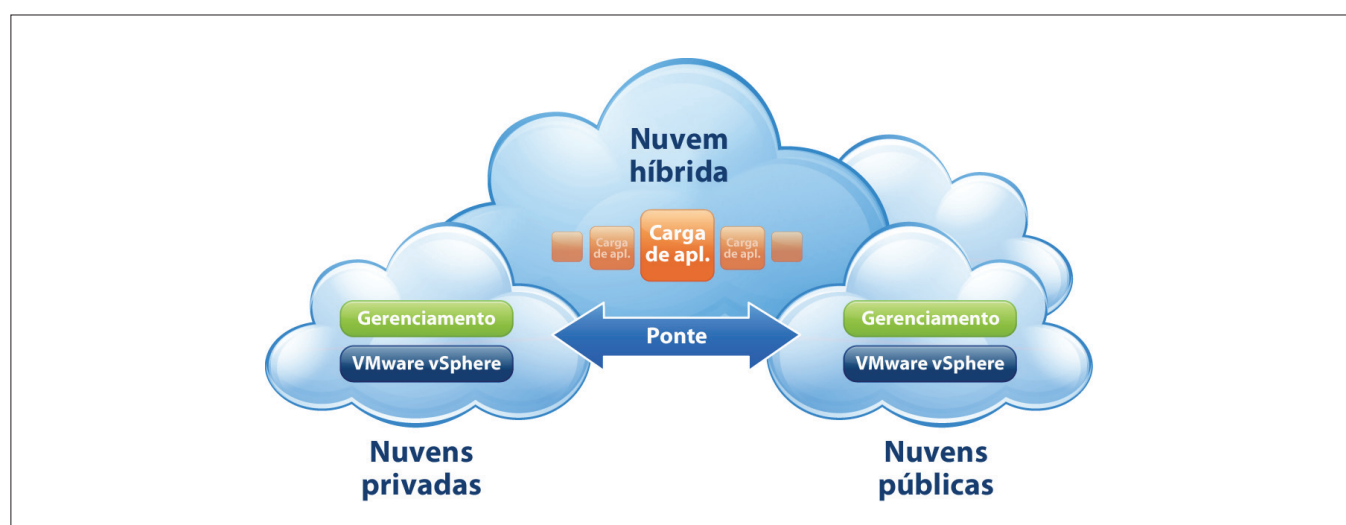 Nuvem
híbrida
Carga
de apl.
Carga
de apl.
Carga
de apl.
Gerenciamento
VMware vSphere
Ponte
Gerenciamento
VMware vSphere
Nuvens
privadas
Nuvens
públicas